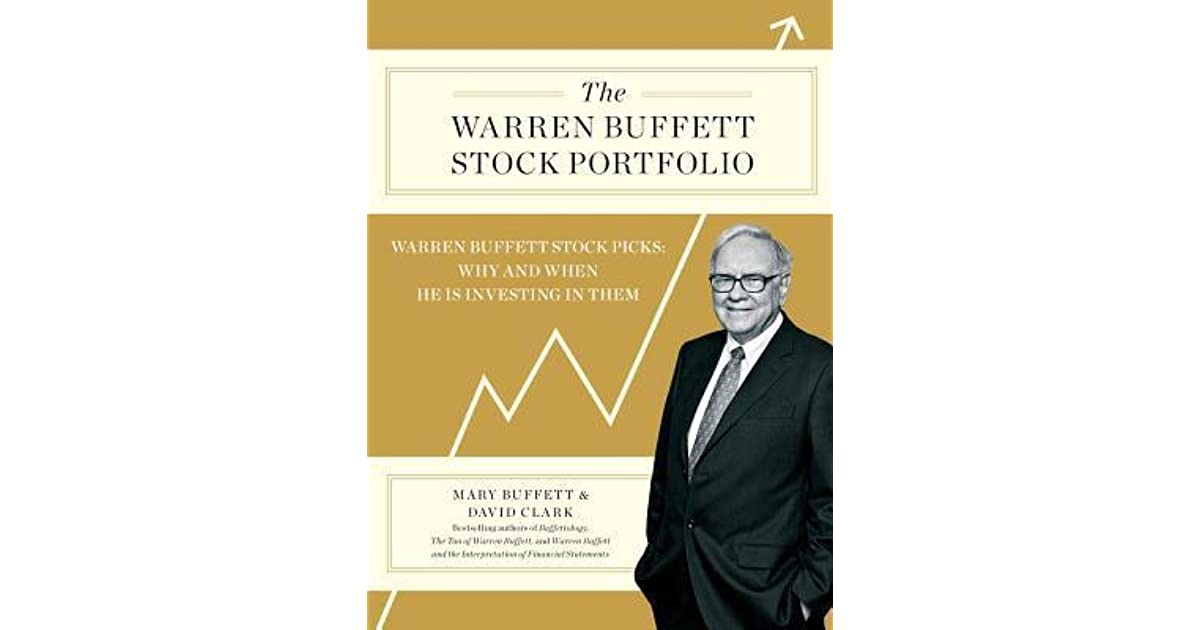 The
WARREN BUFFETT
STOCK PORTFOLIO
WARREN BUFFETT STOCK PICKS:
WHY AND WHEN
HE IS INVESTING IN THEM
MARY BUFFETT &
DAVID CLARK
Bestselling authors of Buffettology,
The Tao of Warren Buffett, and Warren Buffett
and the Interpretation of Financial Statements